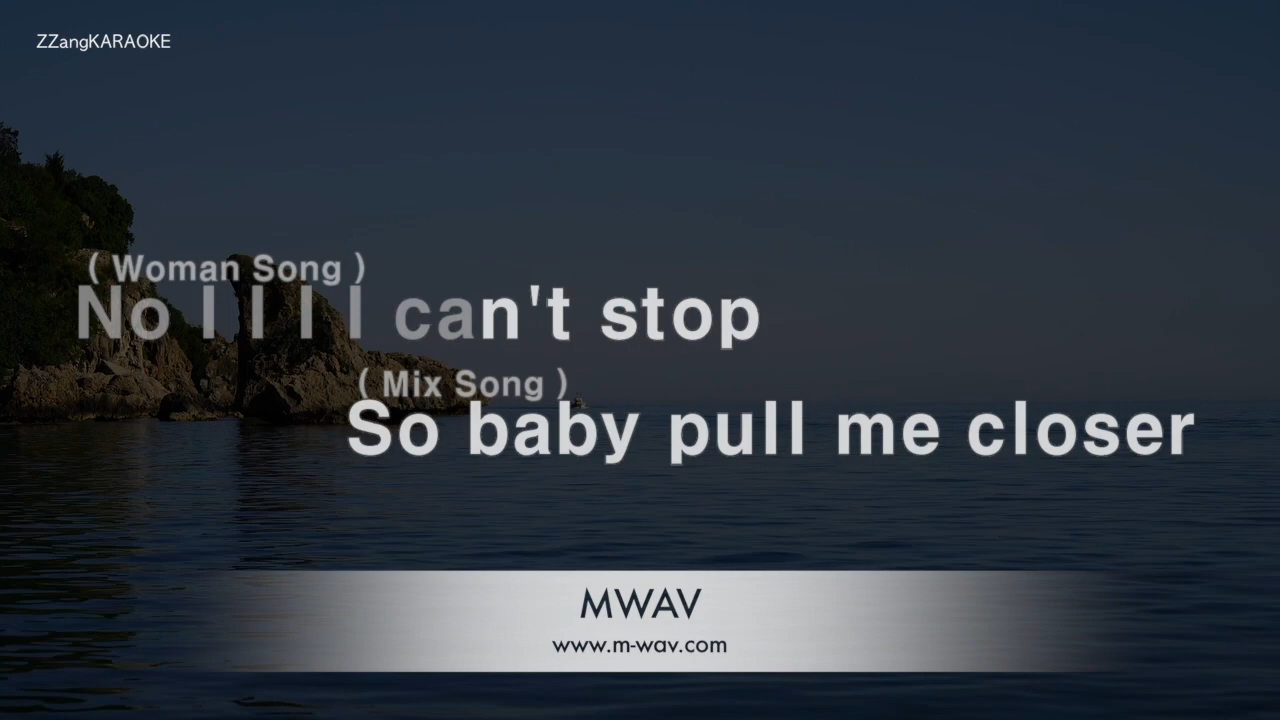 ZZangKARAOKE
( Woman Song )
No I I I I can't stop
( Mix Song )
So baby pull me closer
MWAV
www.m-wav.com